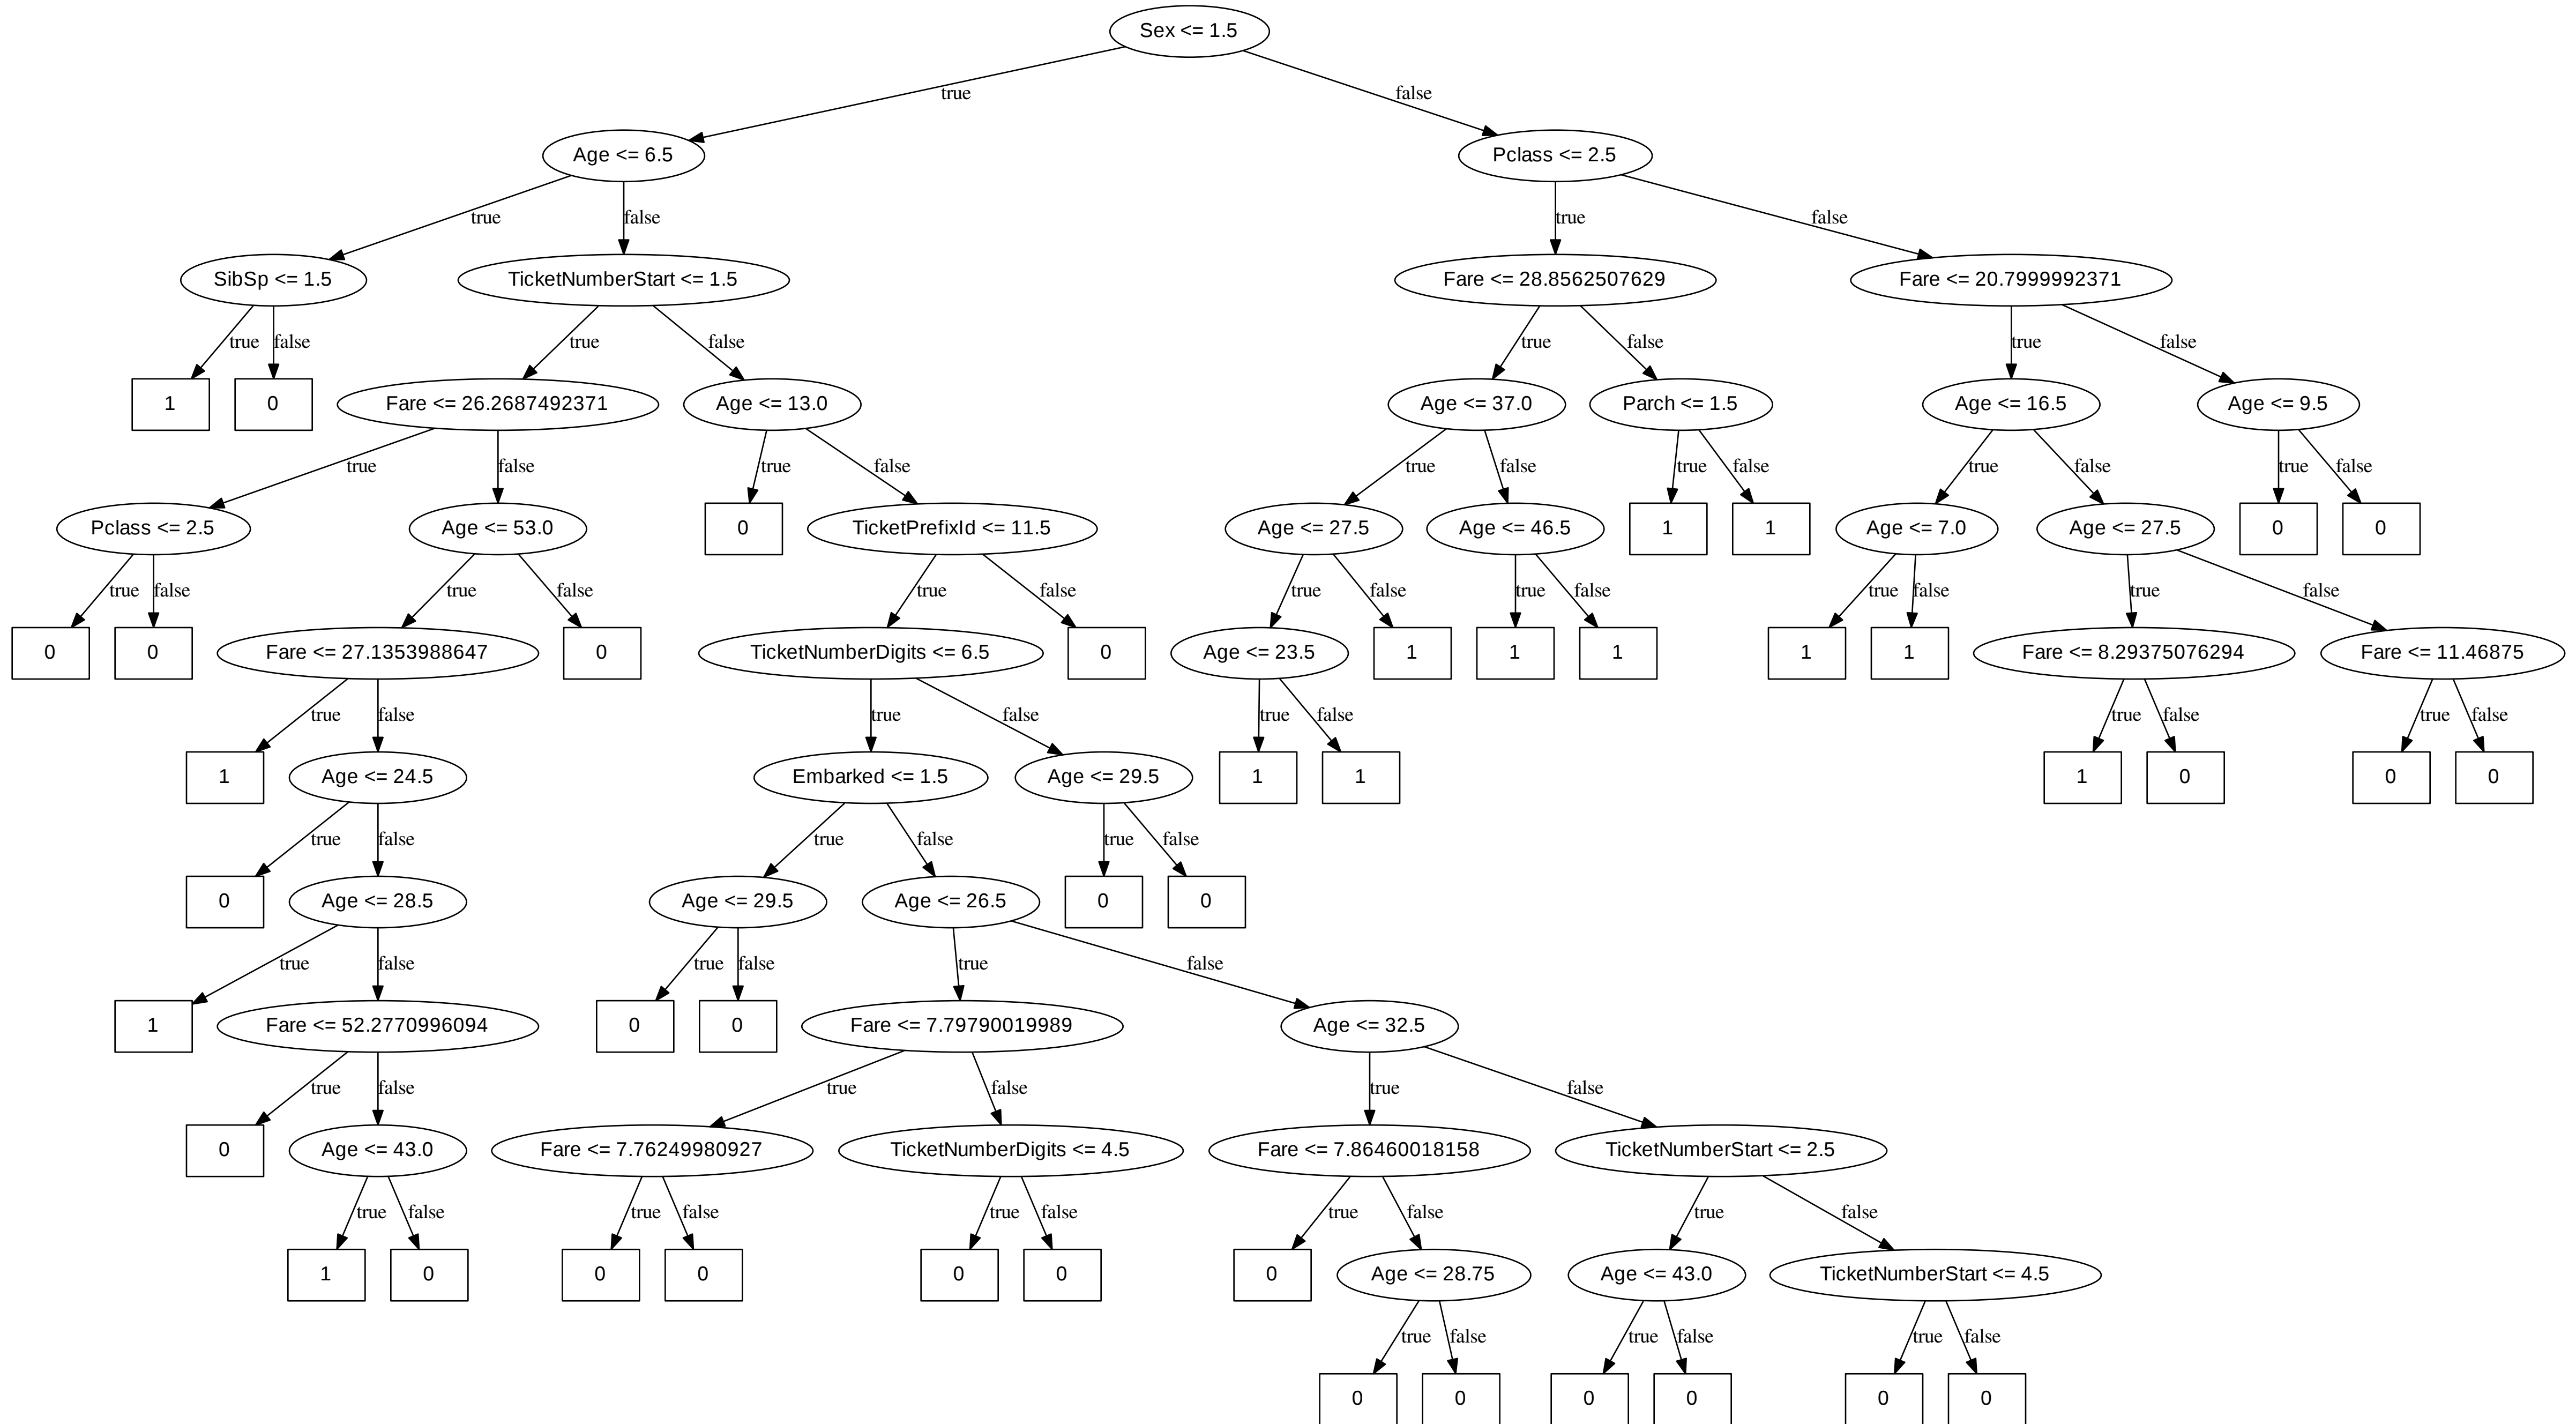 Sex <= 1.5
true
false
Age <= 6.5
Pclass <= 2.5
true
false
true
false
SibSp <= 1.5
TicketNumberStart <= 1.5
Fare <= 28.8562507629
Fare <= 20.7999992371
true
false
true
false
true
false
true
false
1
0
Fare <= 26.2687492371
Age <= 13.0
Age <= 37.0
Parch <= 1.5
Age <= 16.5
Age <= 9.5
true
false
true
false
true
false
true
false
true
false
true
false
Pclass <= 2.5
Age <= 53.0
0
TicketPrefixId <= 11.5
Age <= 27.5
Age <= 46.5
1
1
Age <= 7.0
Age <= 27.5
0
0
true
false
true
false
true
false
true
false
true
false
true
false
true
false
0
0
Fare <= 27.1353988647
0
TicketNumberDigits <= 6.5
0
Age <= 23.5
1
1
1
1
1
Fare <= 8.29375076294
Fare <= 11.46875
true
false
true
false
true
false
true
false
true
false
1
Age <= 24.5
Embarked <= 1.5
Age <= 29.5
1
1
1
0
0
0
true
false
true
false
true
false
0
Age <= 28.5
Age <= 29.5
Age <= 26.5
0
0
true
false
true
false
true
false
1
Fare <= 52.2770996094
0
0
Fare <= 7.79790019989
Age <= 32.5
true
false
true
false
true
false
0
Age <= 43.0
Fare <= 7.76249980927
TicketNumberDigits <= 4.5
Fare <= 7.86460018158
TicketNumberStart <= 2.5
true
false
true
false
true
false
true
false
true
false
1
0
0
0
0
0
0
Age <= 28.75
Age <= 43.0
TicketNumberStart <= 4.5
true
false
true
false
true
false
0
0
0
0
0
0